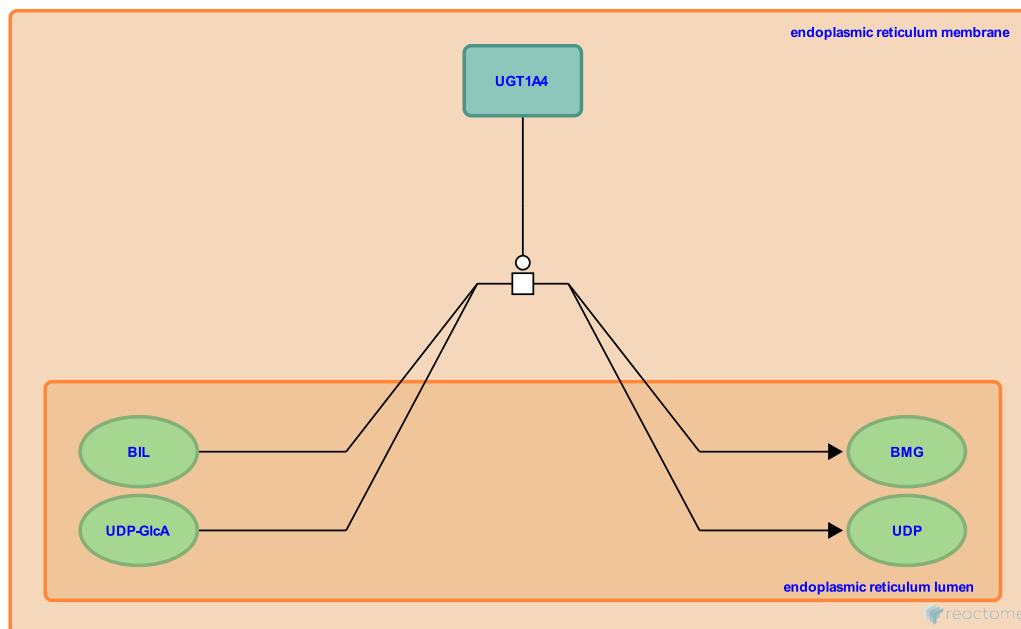 endoplasmic reticulum membrane
UGT1A4
BIL
BMG
UDP-GlcA
UDP
endoplasmic reticulum lumen
reactome